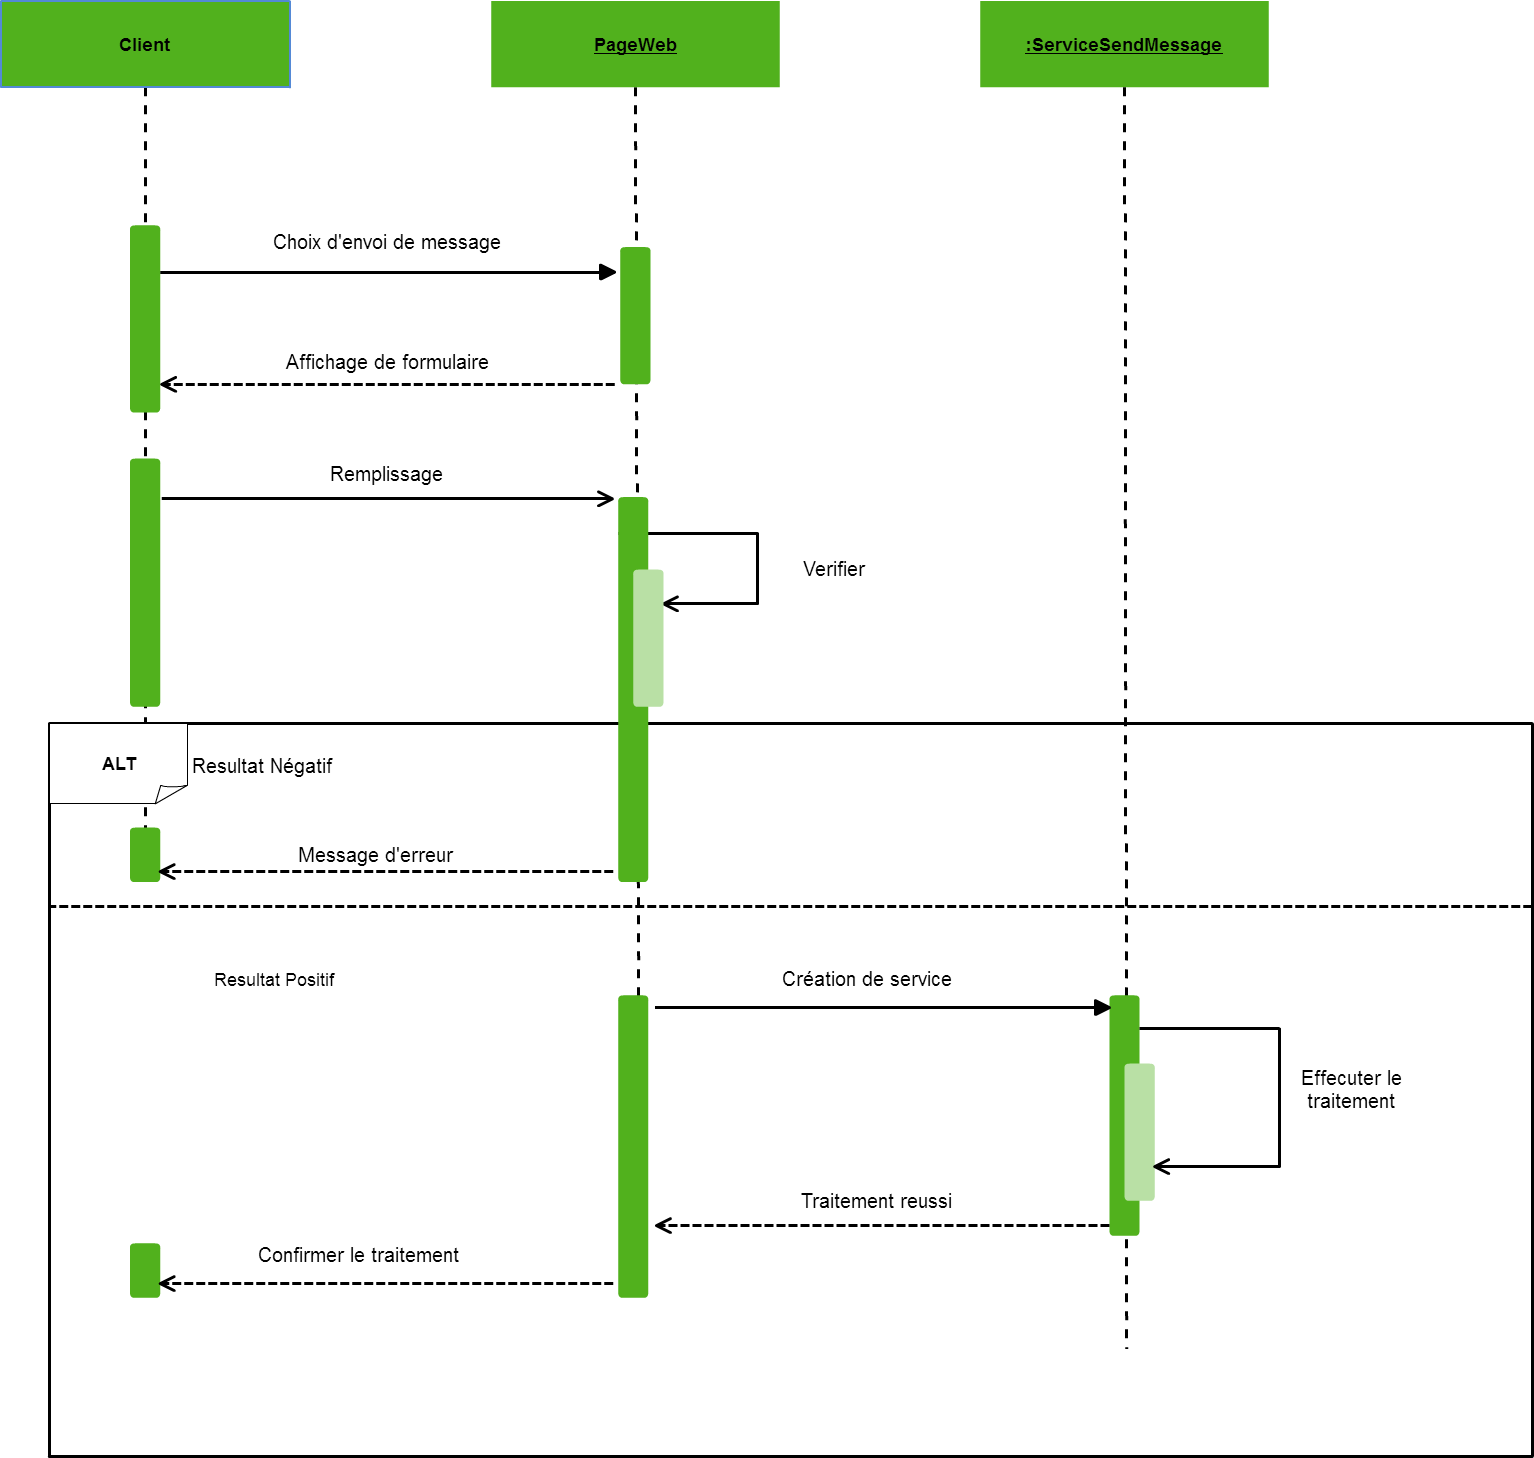 Client
PageWeb
:ServiceSendMessage
Choix d'envoi de message
Affichage de formulaire
Remplissage
Verifier
ALT
Resultat Négatif
Message d'erreur
Resultat Positif
Création de service
Effecuter le
traitement
Traitement reussi
Confirmer le traitement